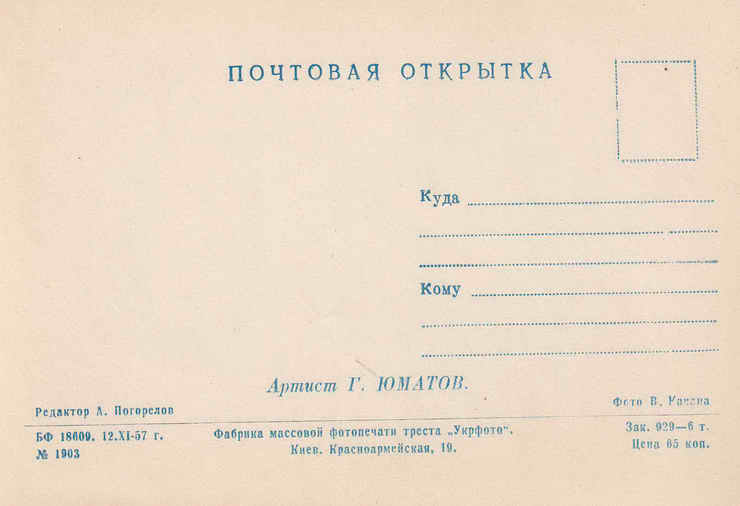 ПОЧТОВАЯ ОТКРЫТКА
Куда
Кому
Артист Г. ЮМАТОВ.
Редактор А. Погорелов
Фото В.
БФ 18609. 12.XI-57 г.
Фабрика массовой фотопечати треста „Укрфото“.
Зак. 929—6 т.
№ 1903
Киев. Красноармейская, 19.
Цена 65 коп.